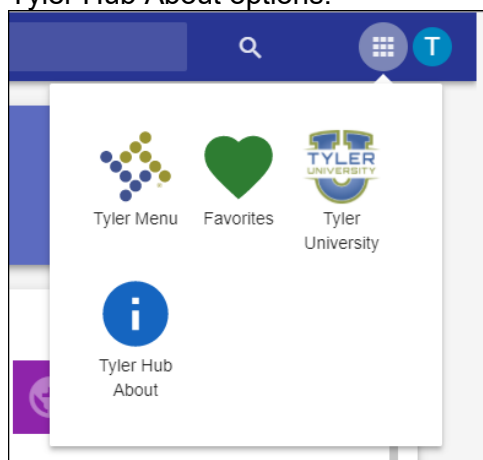 Tyler Hub About options.
T
TYLER
UNIVERSITY
Tyler Menu
Favorites
Tyler
University
Tyler Hub
About